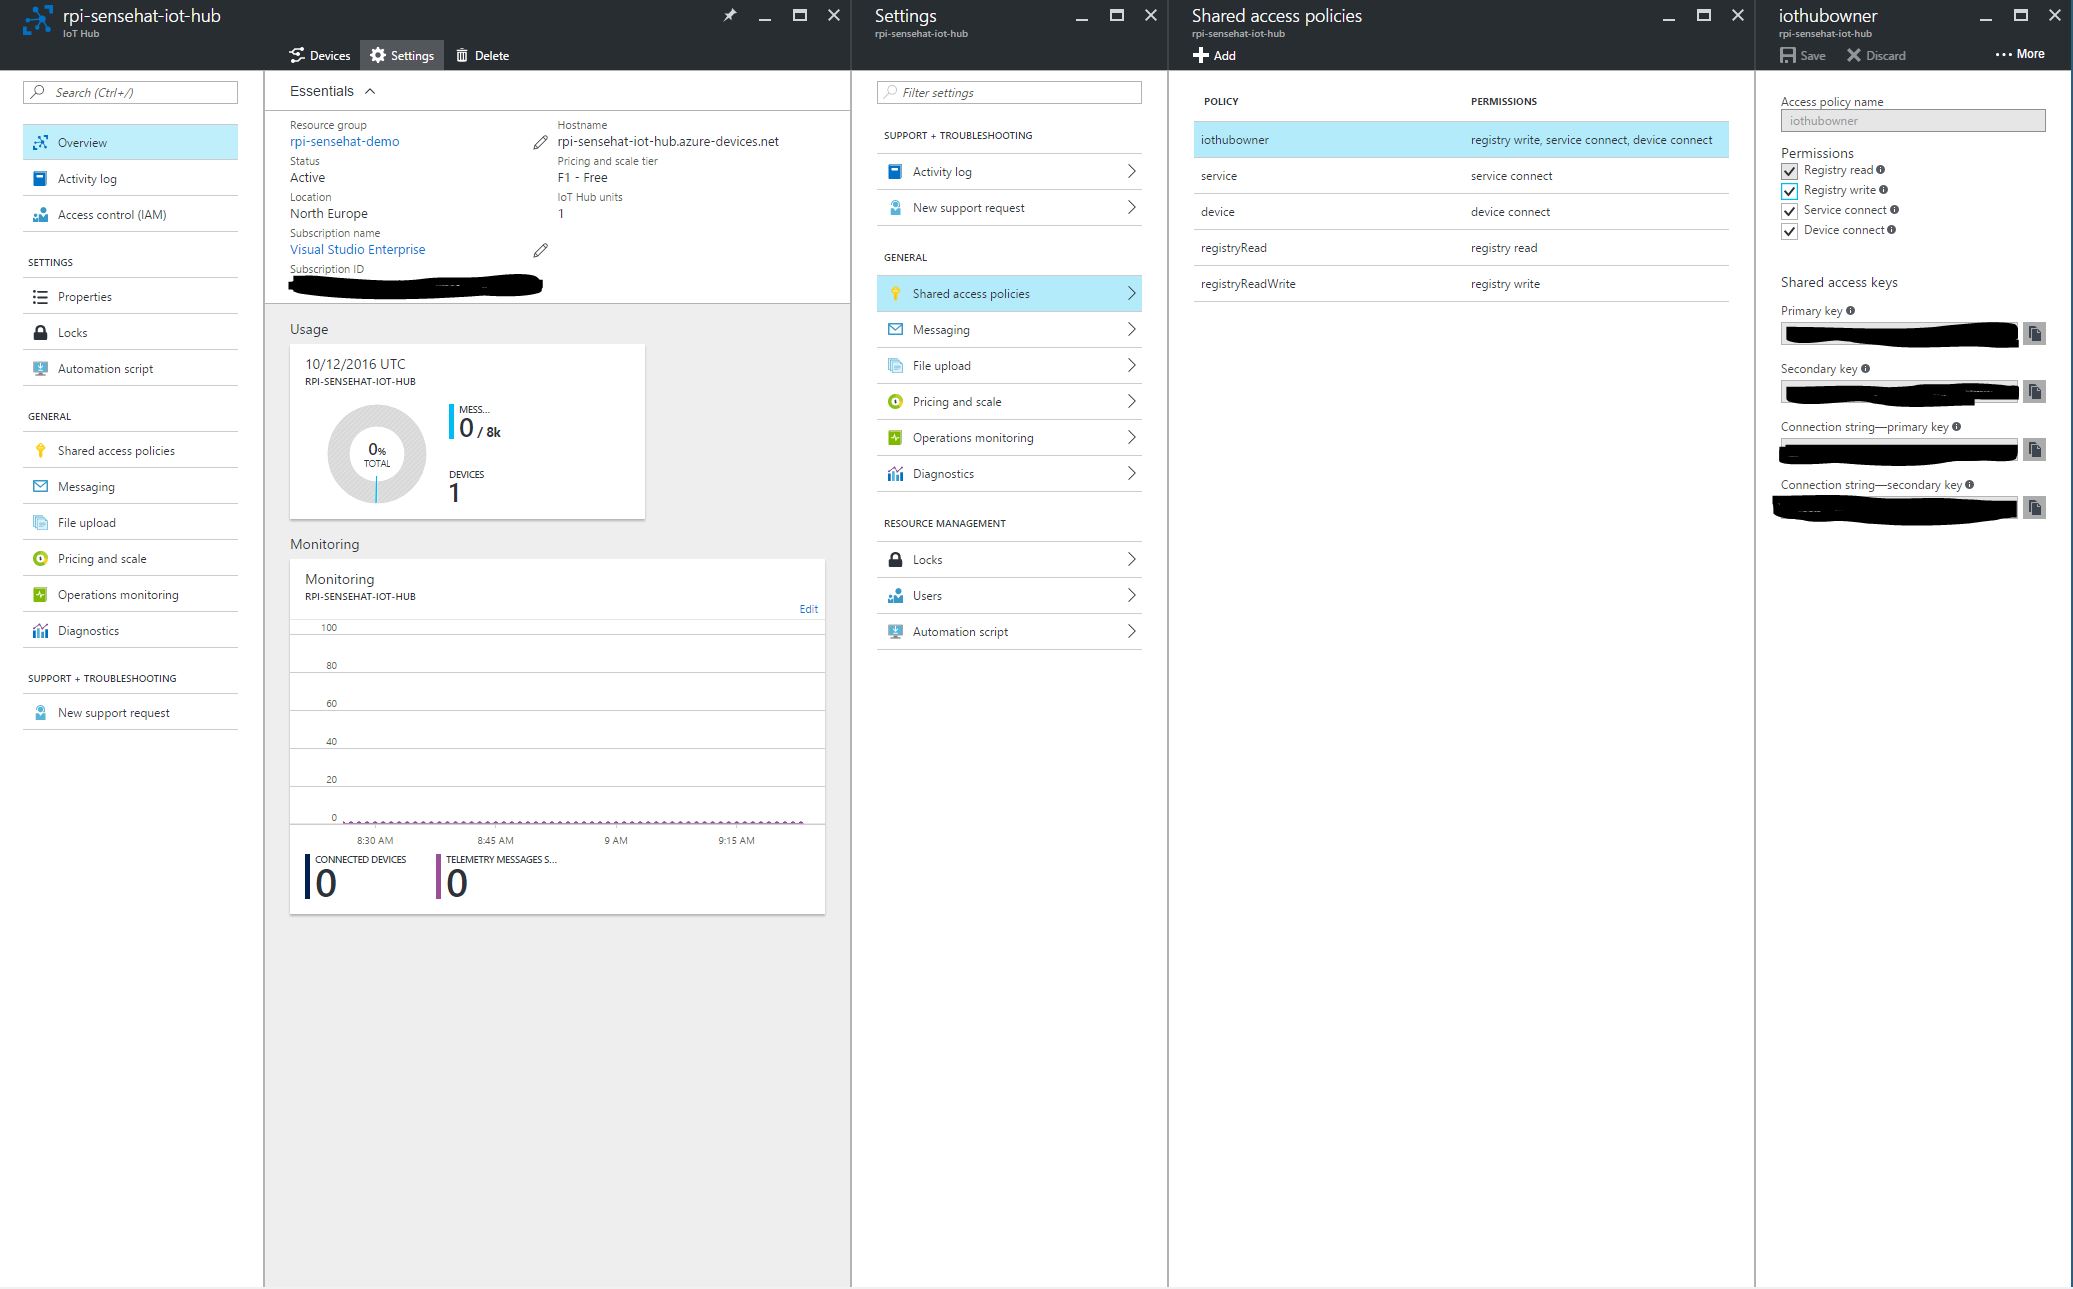 rpi-sensehat-iot-hub
IoT Hub
Devices
Settings
Delete
Search (Ctrl+/)
Overview
Activity log
Access control (IAM)
SETTINGS
Properties
Locks
Automation script
GENERAL
Shared access policies
Messaging
File upload
Pricing and scale
Operations monitoring
Diagnostics
SUPPORT + TROUBLESHOOTING
New support request
Essentials
Resource group
rpi-sensehat-demo
Status
Active
Location
North Europe
Subscription name
Visual Studio Enterprise
Subscription ID
Hostname
rpi-sensehat-iot-hub.azure-devices.net
Pricing and scale tier
F1 - Free
IoT Hub units
1
Usage
10/12/2016 UTC
RPI-SENSEHAT-IOT-HUB
0%
TOTAL
MESS...
0 / 8k
DEVICES
1
Monitoring
Monitoring
RPI-SENSEHAT-IOT-HUB
Edit
100
80
60
40
20
0
8:30 AM 8:45 AM 9 AM 9:15 AM
CONNECTED DEVICES
0
TELEMETRY MESSAGES S...
0
Settings
rpi-sensehat-iot-hub
Filter settings
SUPPORT + TROUBLESHOOTING
Activity log
New support request
GENERAL
Shared access policies
Messaging
File upload
Pricing and scale
Operations monitoring
Diagnostics
RESOURCE MANAGEMENT
Locks
Users
Automation script
Shared access policies
rpi-sensehat-iot-hub
Add
POLICY PERMISSIONS
iothubowner registry write, service connect, device connect
service service connect
device device connect
registryRead registry read
registryReadWrite registry write
iothubowner
rpi-sensehat-iot-hub
Save
Discard
More
Access policy name
iothubowner
Permissions
Registry read
Registry write
Service connect
Device connect
Shared access keys
Primary key
Secondary key
Connection string—primary key
Connection string—secondary key